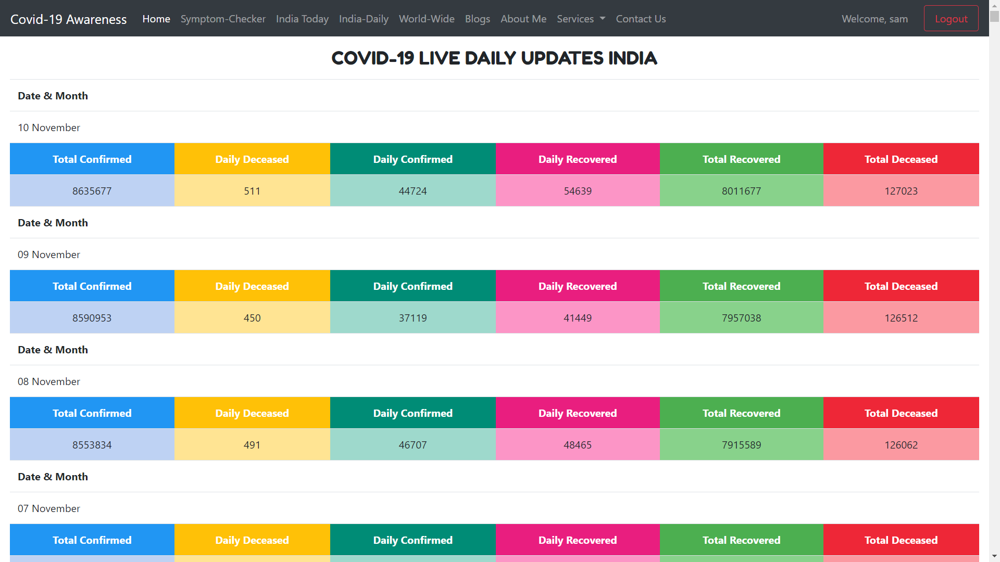 Covid-19 Awareness Home Symptom-Checker India Today India-Daily World-Wide Blogs About Me Services Contact Us Welcome, sam Logout
COVID-19 LIVE DAILY UPDATES INDIA
Date & Month
10 November
Total Confirmed Daily Deceased Daily Confirmed Daily Recovered Total Recovered Total Deceased
8635677 511 44724 54639 8011677 127023
Date & Month
09 November
Total Confirmed Daily Deceased Daily Confirmed Daily Recovered Total Recovered Total Deceased
8590953 450 37119 41449 7957038 126512
Date & Month
08 November
Total Confirmed Daily Deceased Daily Confirmed Daily Recovered Total Recovered Total Deceased
8553834 491 46707 48465 7915589 126062
Date & Month
07 November
Total Confirmed Daily Deceased Daily Confirmed Daily Recovered Total Recovered Total Deceased